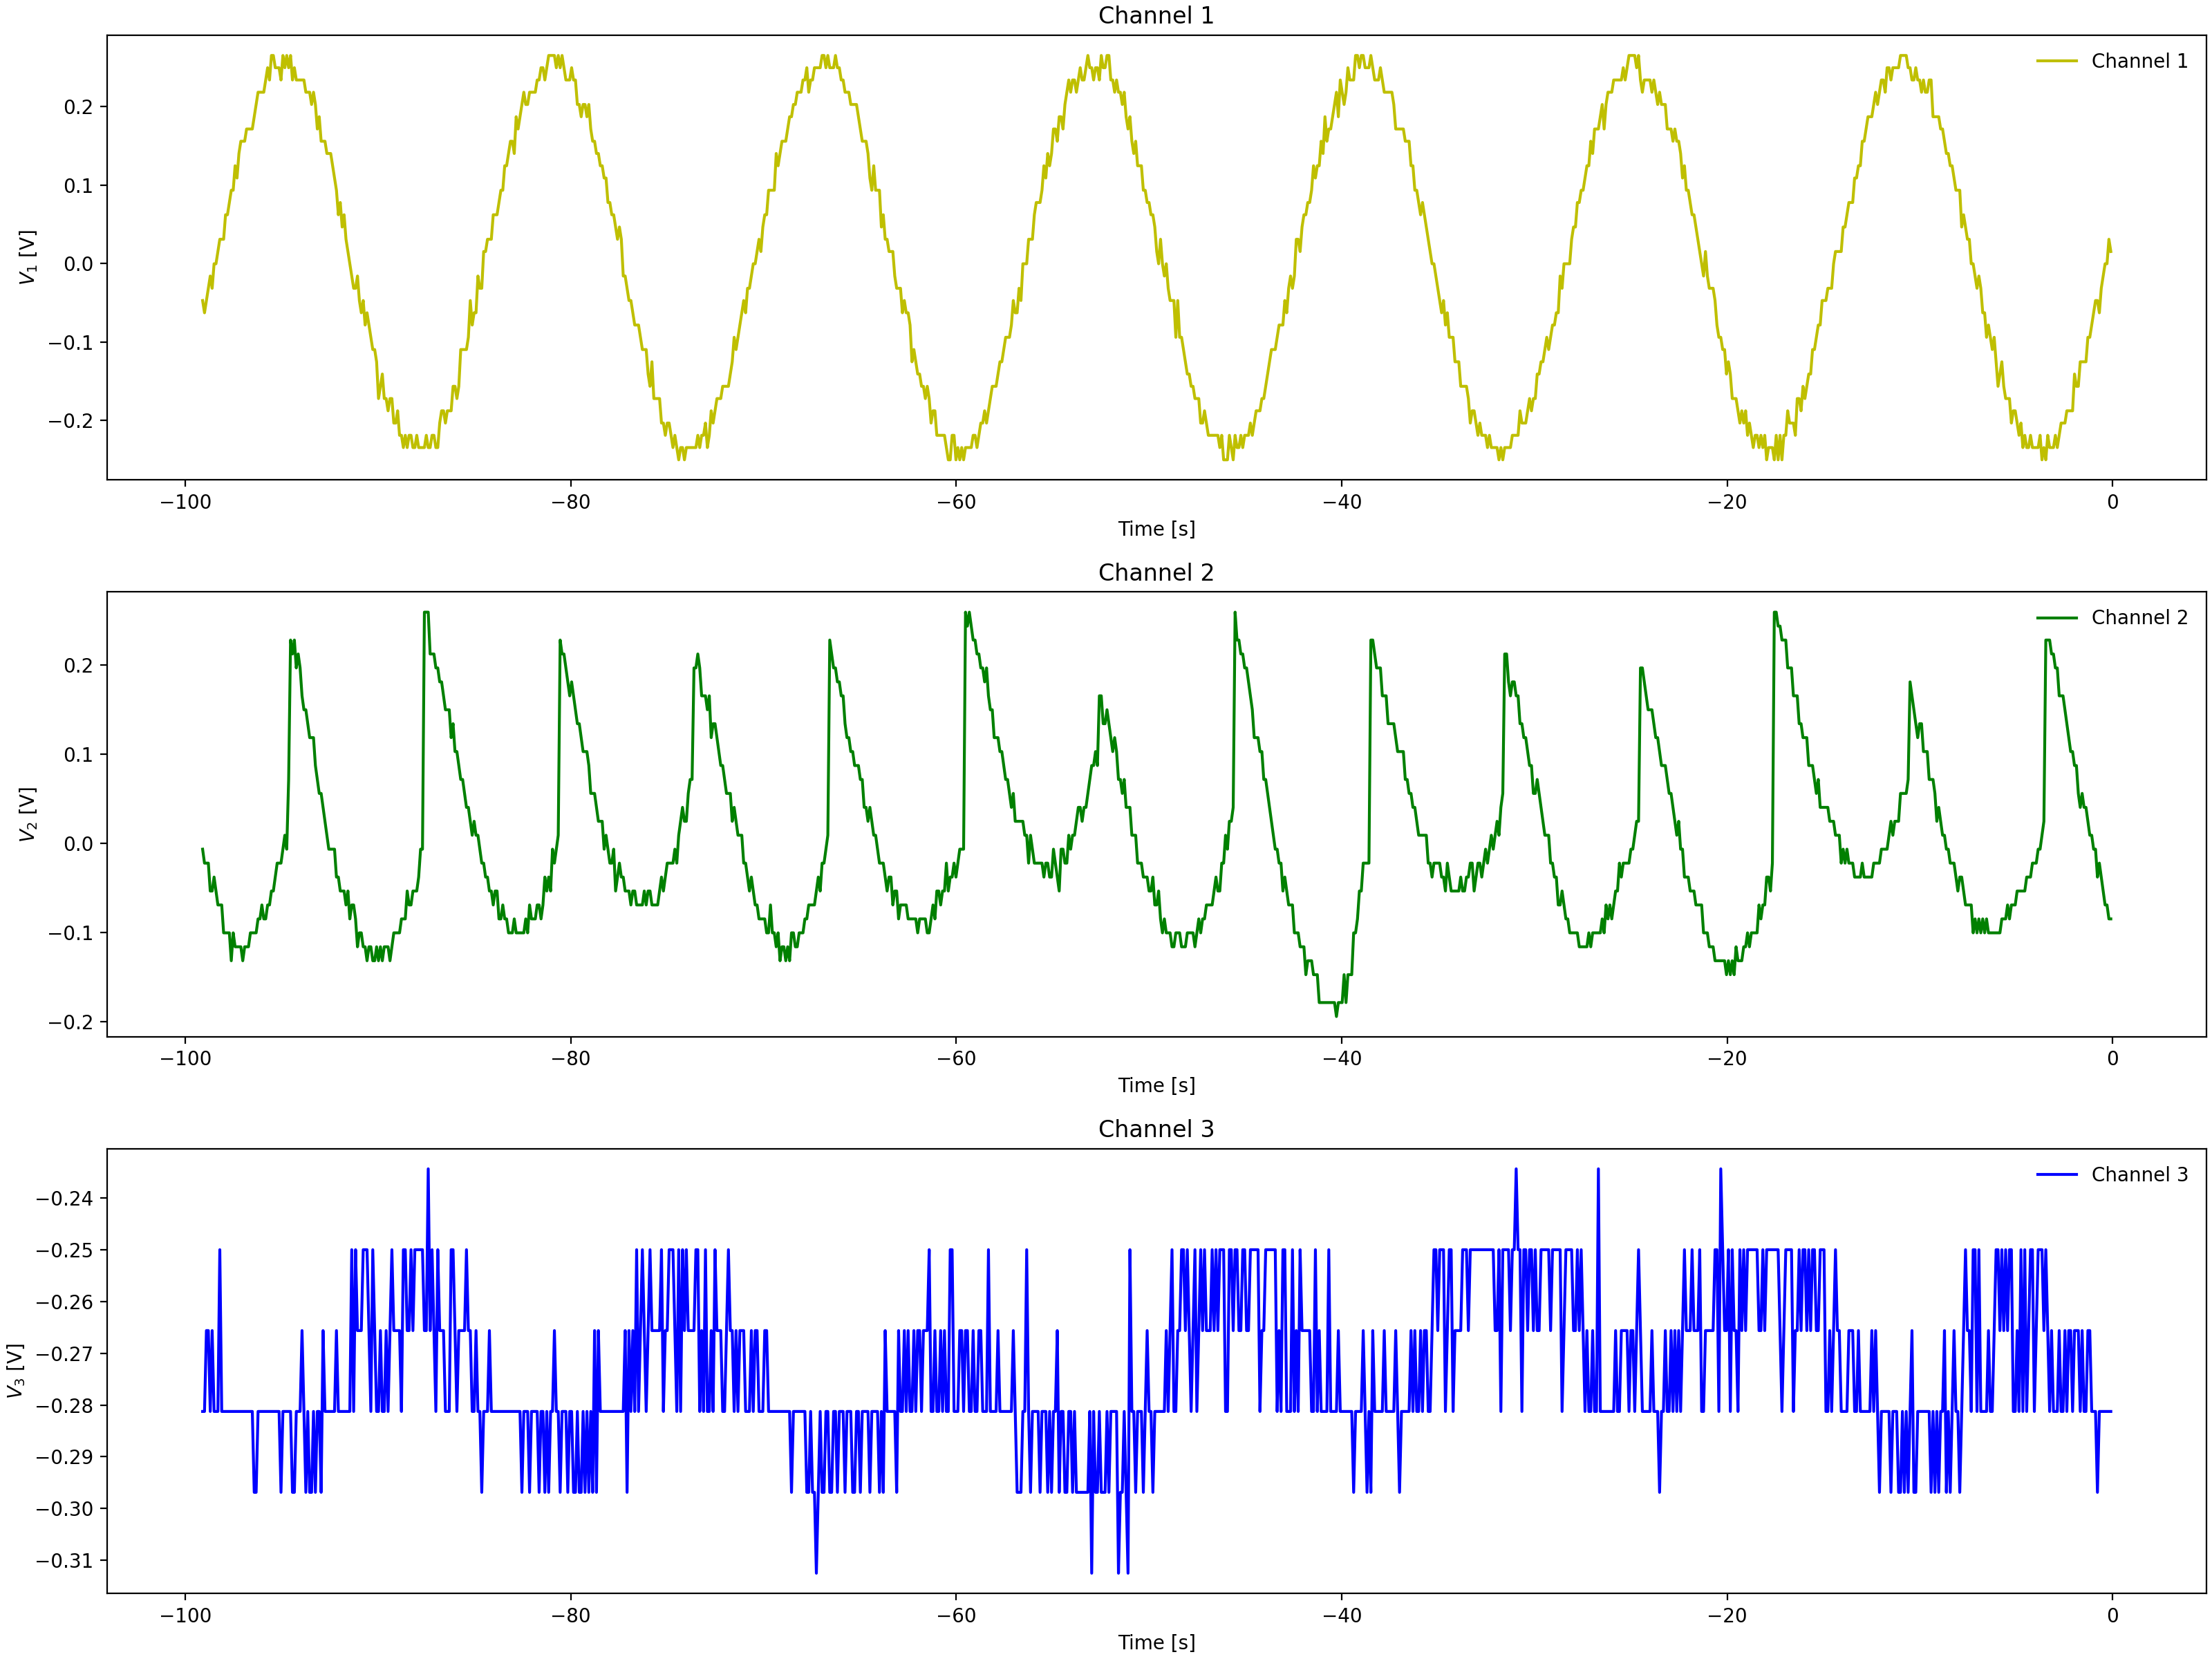 Channel 1
Channel 1
0.2
0.1
0.0
−0.1
−0.2
V1 [V]
−100 −80 −60 −40 −20 0
Time [s]
Channel 2
Channel 2
0.2
0.1
0.0
−0.1
−0.2
V2 [V]
−100 −80 −60 −40 −20 0
Time [s]
Channel 3
Channel 3
−0.24
−0.25
−0.26
−0.27
−0.28
−0.29
−0.30
−0.31
V3 [V]
−100 −80 −60 −40 −20 0
Time [s]